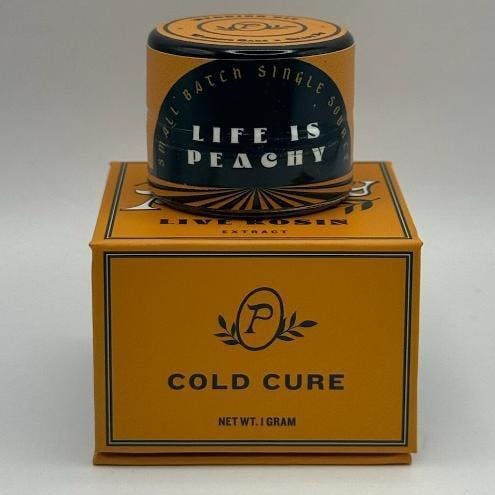 SMALL BATCH SINGLE SOURCE
LIFE IS
PEACHY
LIVE ROSIN
EXTRACT
P
COLD CURE
NET WT. 1 GRAM